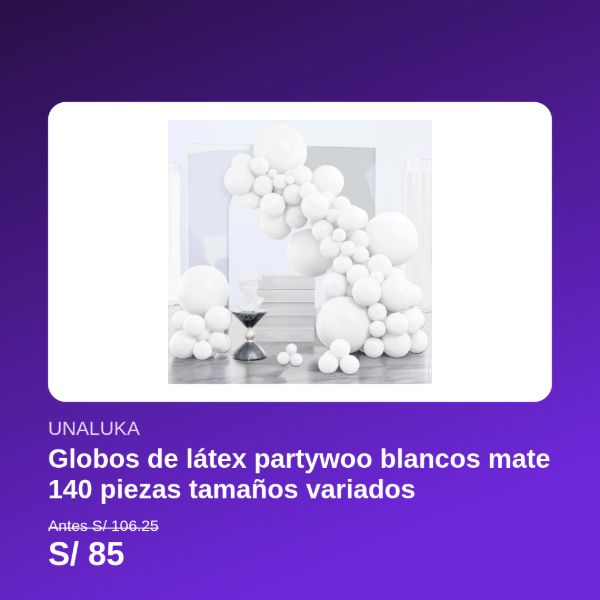 UNALUKA
Globos de látex partywoo blancos mate
140 piezas tamaños variados
Antes S/ 106.25
S/ 85